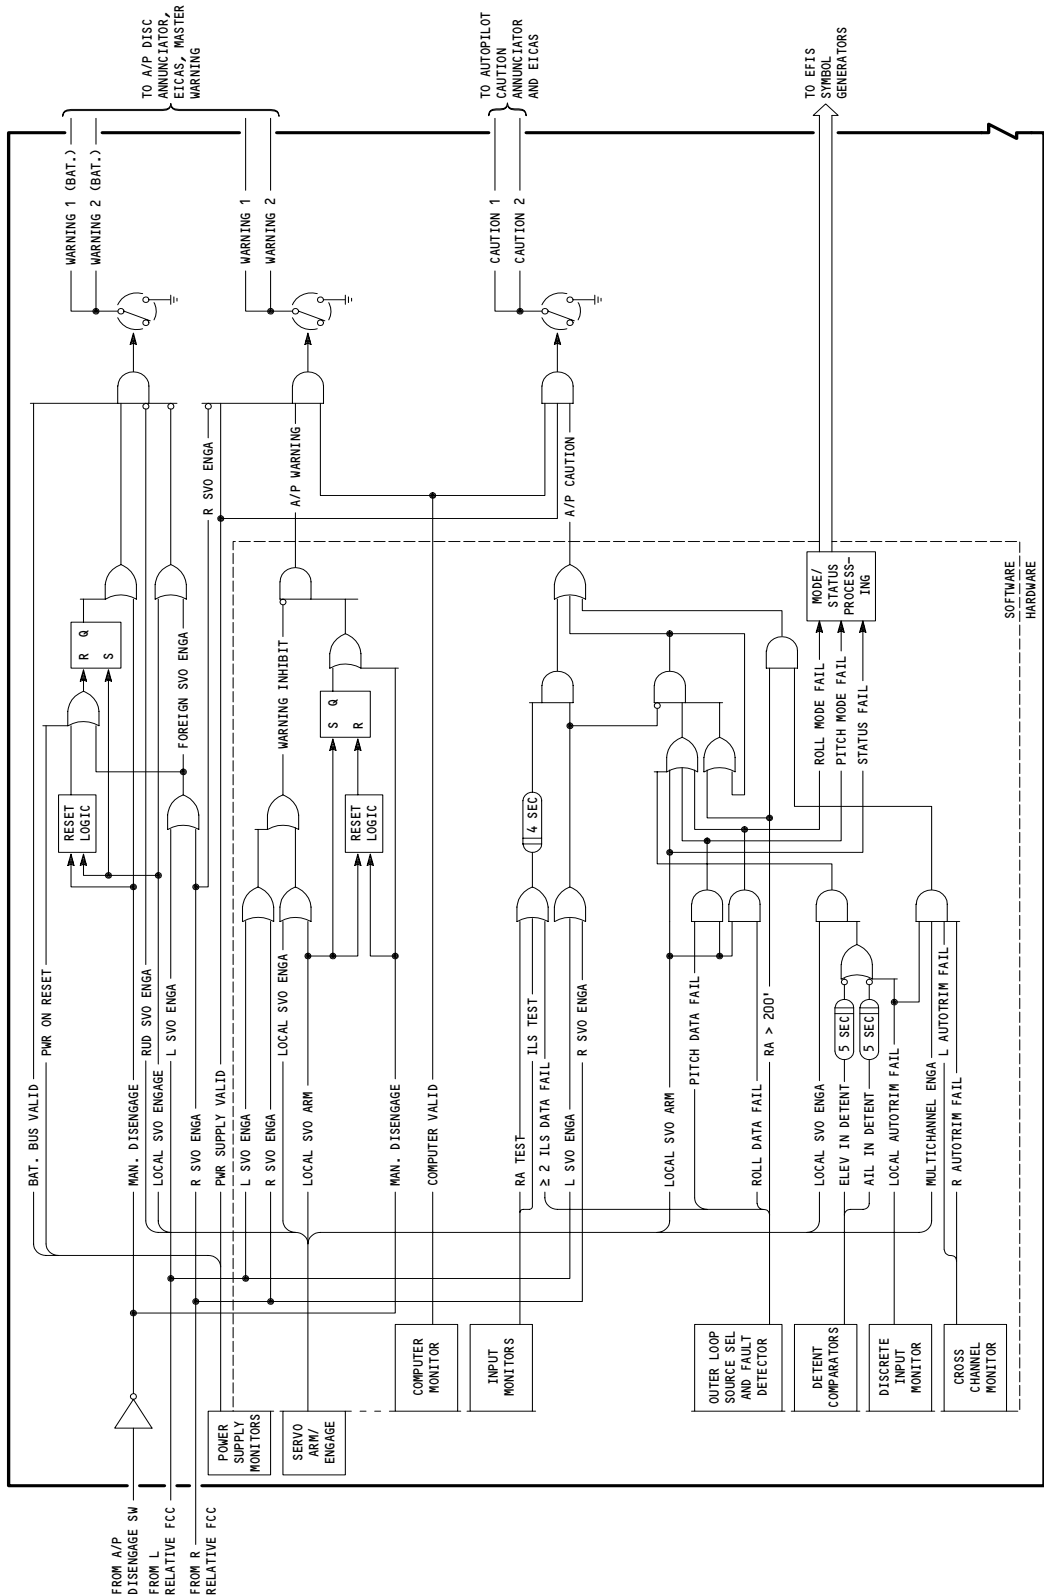 FROM A/P
DISENGAGE SW
FROM L
RELATIVE FCC
FROM R
RELATIVE FCC
POWER
SUPPLY
MONITORS
SERVO
ARM/
ENGAGE
COMPUTER
MONITOR
INPUT
MONITORS
OUTER LOOP
SOURCE SEL
AND FAULT
DETECTOR
DETENT
COMPARATORS
DISCRETE
INPUT
MONITOR
CROSS
CHANNEL
MONITOR
BAT. BUS VALID
PWR ON RESET
MAN. DISENGAGE
RUD SVO ENGA
LOCAL SVO ENGAGE
L SVO ENGA
R SVO ENGA
PWR SUPPLY VALID
L SVO ENGA
R SVO ENGA
LOCAL SVO ENGA
LOCAL SVO ARM
MAN. DISENGAGE
COMPUTER VALID
RA TEST
ILS TEST
≥ 2 ILS DATA FAIL
L SVO ENGA
R SVO ENGA
LOCAL SVO ARM
PITCH DATA FAIL
ROLL DATA FAIL
RA > 200'
LOCAL SVO ENGA
ELEV IN DETENT
5 SEC
AIL IN DETENT
5 SEC
LOCAL AUTOTRIM FAIL
MULTICHANNEL ENGA
L AUTOTRIM FAIL
R AUTOTRIM FAIL
RESET
LOGIC
R Q
S
FOREIGN SVO ENGA
R SVO ENGA
WARNING INHIBIT
RESET
LOGIC
S Q
R
4 SEC
A/P WARNING
A/P CAUTION
ROLL MODE FAIL
PITCH MODE FAIL
STATUS FAIL
MODE/
STATUS
PROCESS-
ING
SOFTWARE
HARDWARE
WARNING 1 (BAT.)
WARNING 2 (BAT.)
WARNING 1
WARNING 2
CAUTION 1
CAUTION 2
TO A/P DISC
ANNUNCIATOR,
EICAS, MASTER
WARNING
TO AUTOPILOT
CAUTION
ANNUNCIATOR
AND EICAS
TO EFIS
SYMBOL
GENERATORS